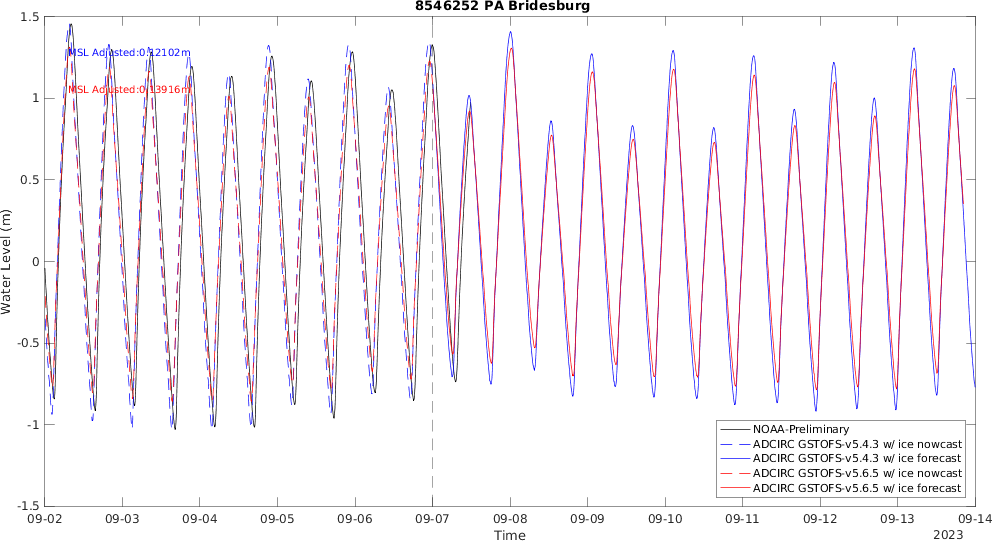 8546252 PA Bridesburg
1.5
MSL Adjusted:0.12102m
1
MSL Adjusted:0.13916m
0.5
0
-0.5
-1
-1.5
Water Level (m)
NOAA-Preliminary
ADCIRC GSTOFS-v5.4.3 w/ ice nowcast
ADCIRC GSTOFS-v5.4.3 w/ ice forecast
ADCIRC GSTOFS-v5.6.5 w/ ice nowcast
ADCIRC GSTOFS-v5.6.5 w/ ice forecast
09-02 09-03 09-04 09-05 09-06 09-07 09-08 09-09 09-10 09-11 09-12 09-13 09-14
Time
2023